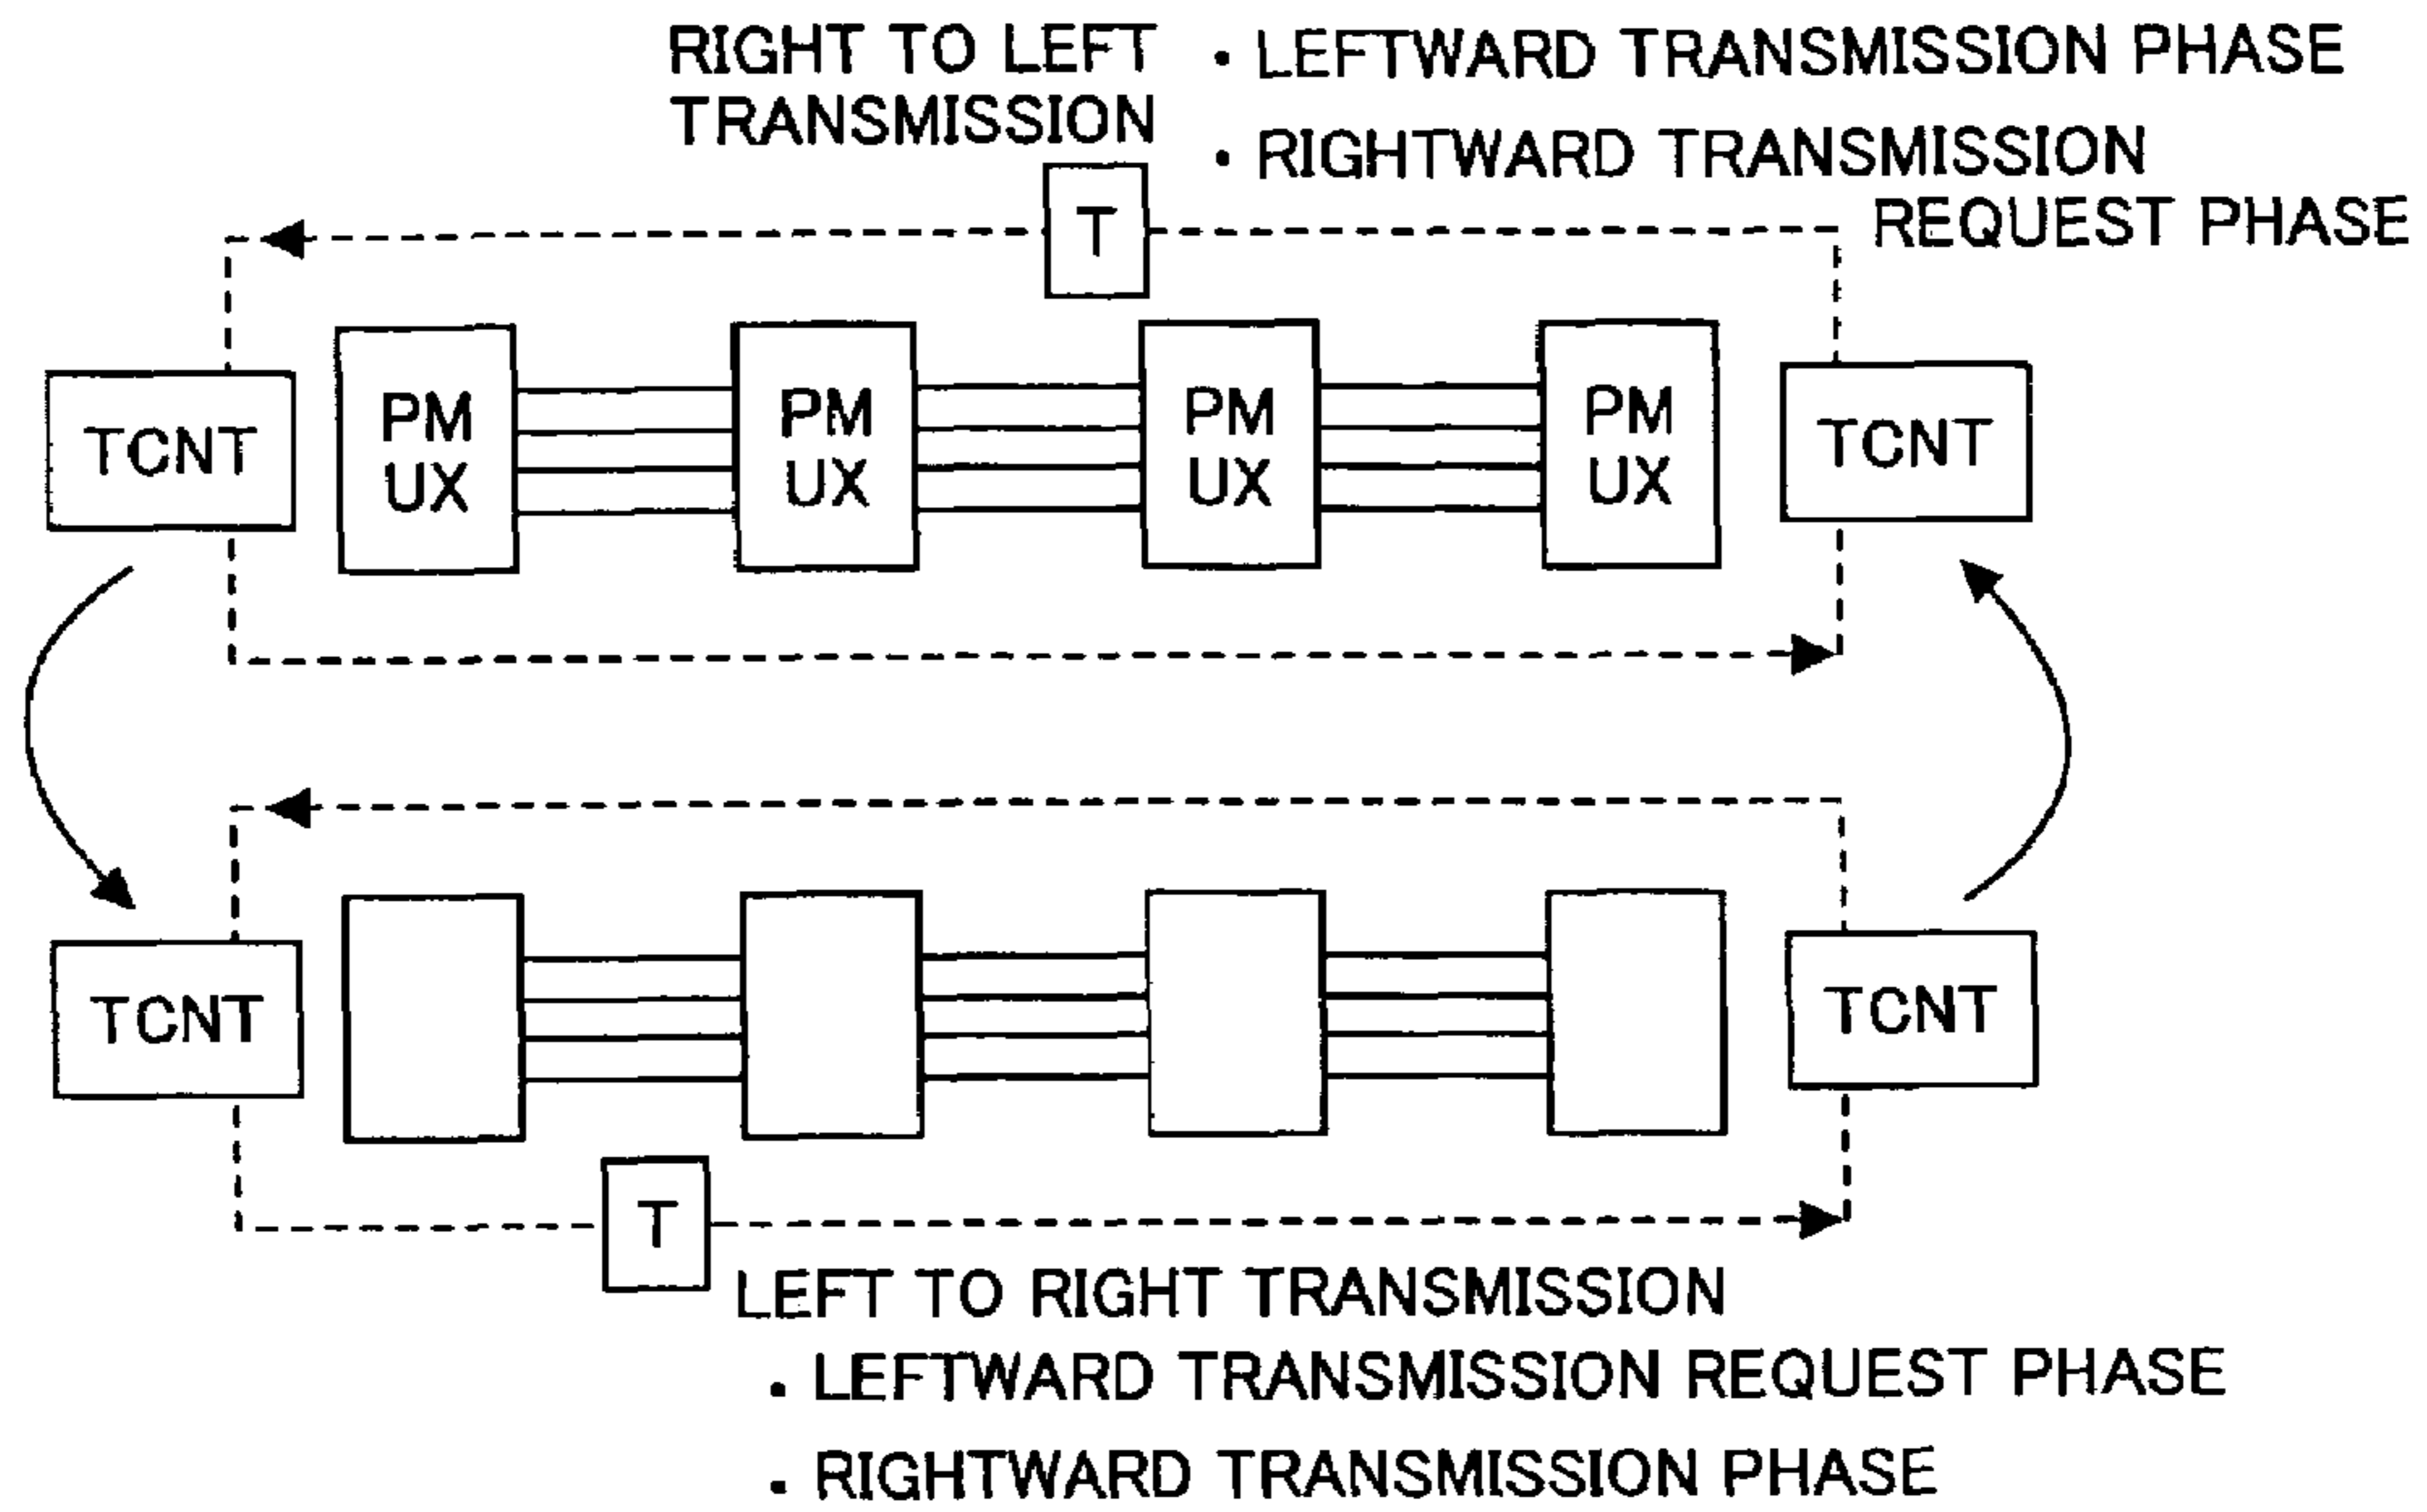 RIGHT TO LEFT
TRANSMISSION
・LEFTWARD TRANSMISSION PHASE
・RIGHTWARD TRANSMISSION
REQUEST PHASE
T
TCNT
PM
UX
PM
UX
PM
UX
PM
UX
TCNT
TCNT
TCNT
T
LEFT TO RIGHT TRANSMISSION
・LEFTWARD TRANSMISSION REQUEST PHASE
・RIGHTWARD TRANSMISSION PHASE